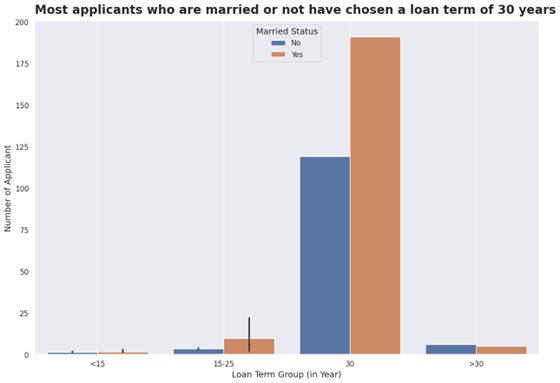 Most applicants who are married or not have chosen a loan term of 30 years
200
175
150
125
100
75
50
25
0
Number of Applicant
Married Status
No
Yes
<15
15-25
30
>30
Loan Term Group (in Year)